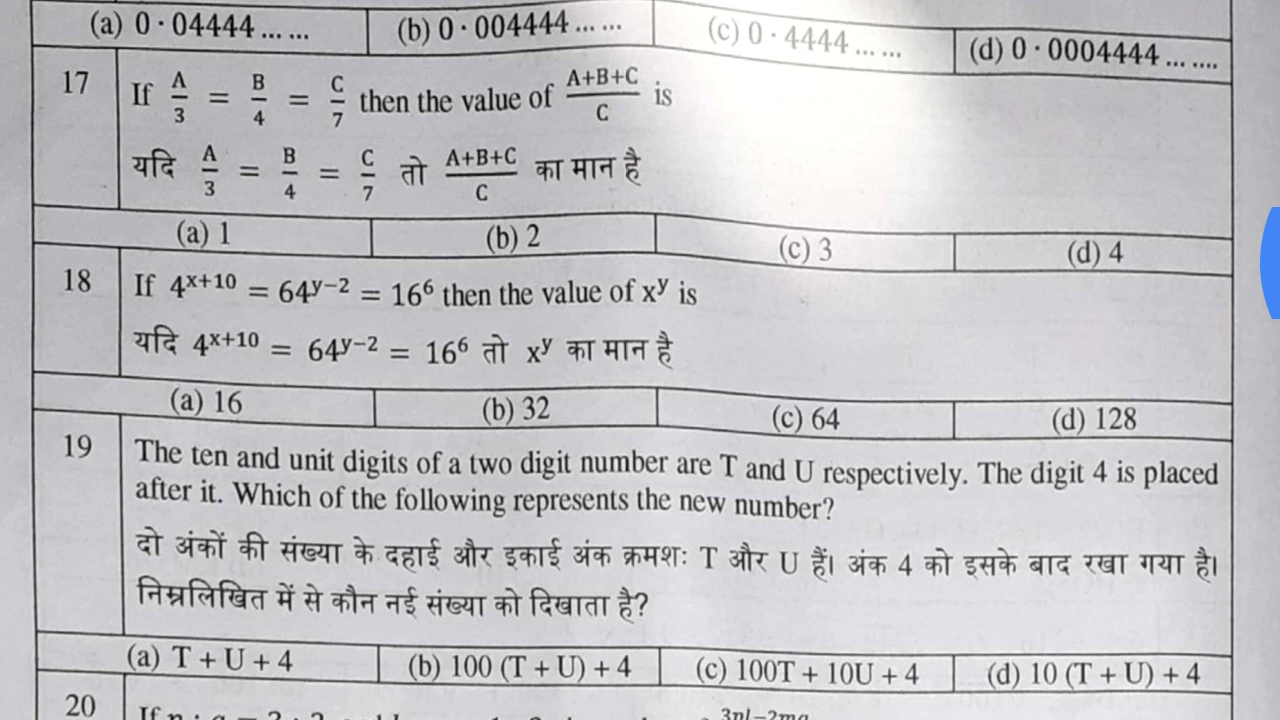 (a) 0·04444 ... ... (b) 0·004444 ... ... (c) 0·4444 ... ... (d) 0·0004444 ... ....
17 If A/3 = B/4 = C/7 then the value of (A+B+C)/C is
यदि A/3 = B/4 = C/7 तो (A+B+C)/C का मान है
(a) 1 (b) 2 (c) 3 (d) 4
18 If 4^(x+10) = 64^(y−2) = 16⁶ then the value of x^y is
यदि 4^(x+10) = 64^(y−2) = 16⁶ तो x^y का मान है
(a) 16 (b) 32 (c) 64 (d) 128
19 The ten and unit digits of a two digit number are T and U respectively. The digit 4 is placed
after it. Which of the following represents the new number?
दो अंकों की संख्या के दहाई और इकाई अंक क्रमशः T और U हैं। अंक 4 को इसके बाद रखा गया है।
निम्नलिखित में से कौन नई संख्या को दिखाता है?
(a) T + U + 4 (b) 100 (T + U) + 4 (c) 100T + 10U + 4 (d) 10 (T + U) + 4
20 If